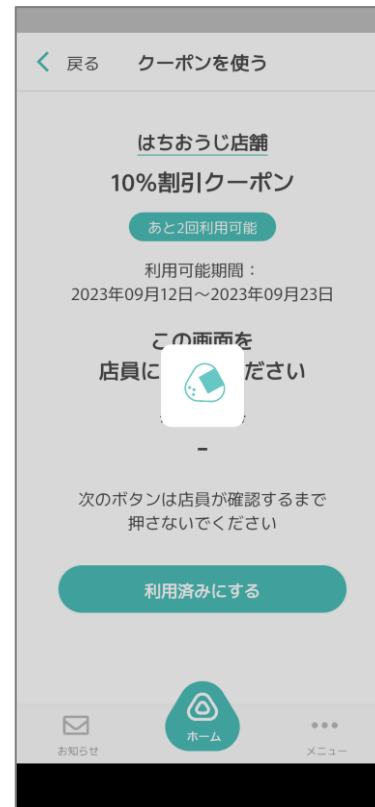 戻る
クーポンを使う
はちおうじ店舗
10%割引クーポン
あと2回利用可能
利用可能期間：
2023年09月12日～2023年09月23日
この画面を
店員に ださい
-
次のボタンは店員が確認するまで
押さないでください
利用済みにする
お知らせ
ホーム
メニュー